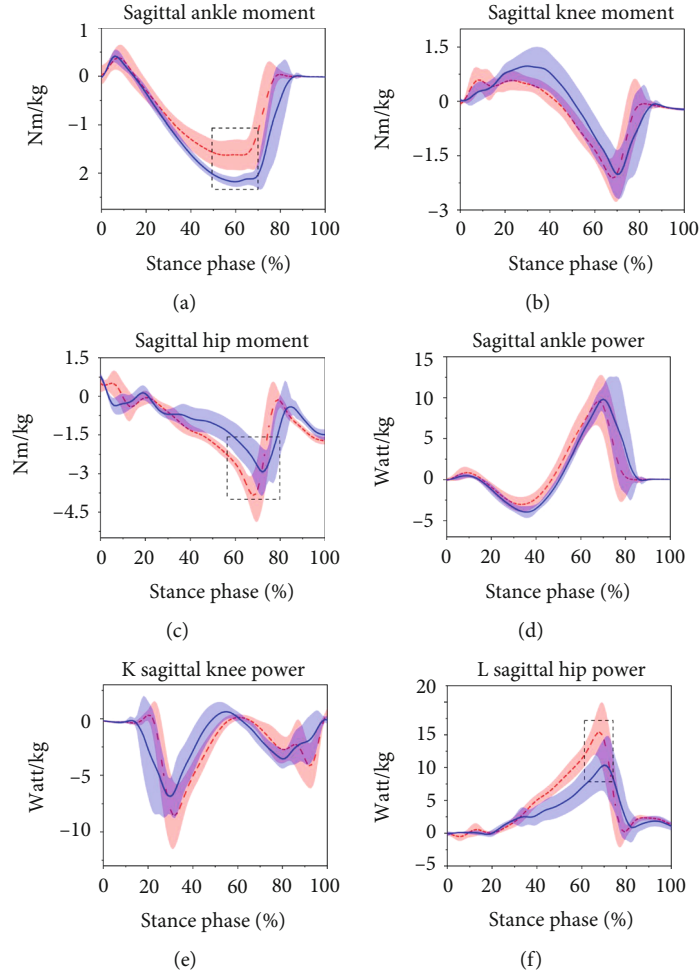 Sagittal ankle moment
1
0
−1
2
Nm/kg
0 20 40 60 80 100
Stance phase (%)
(a)
Sagittal knee moment
1.5
0
−1.5
−3
Nm/kg
0 20 40 60 80 100
Stance phase (%)
(b)
Sagittal hip moment
1.5
0
−1.5
−3
−4.5
Nm/kg
0 20 40 60 80 100
Stance phase (%)
(c)
Sagittal ankle power
15
10
5
0
−5
Watt/kg
0 20 40 60 80 100
Stance phase (%)
(d)
K sagittal knee power
0
−5
−10
Watt/kg
0 20 40 60 80 100
Stance phase (%)
(e)
L sagittal hip power
20
15
10
5
0
−5
Watt/kg
0 20 40 60 80 100
Stance phase (%)
(f)